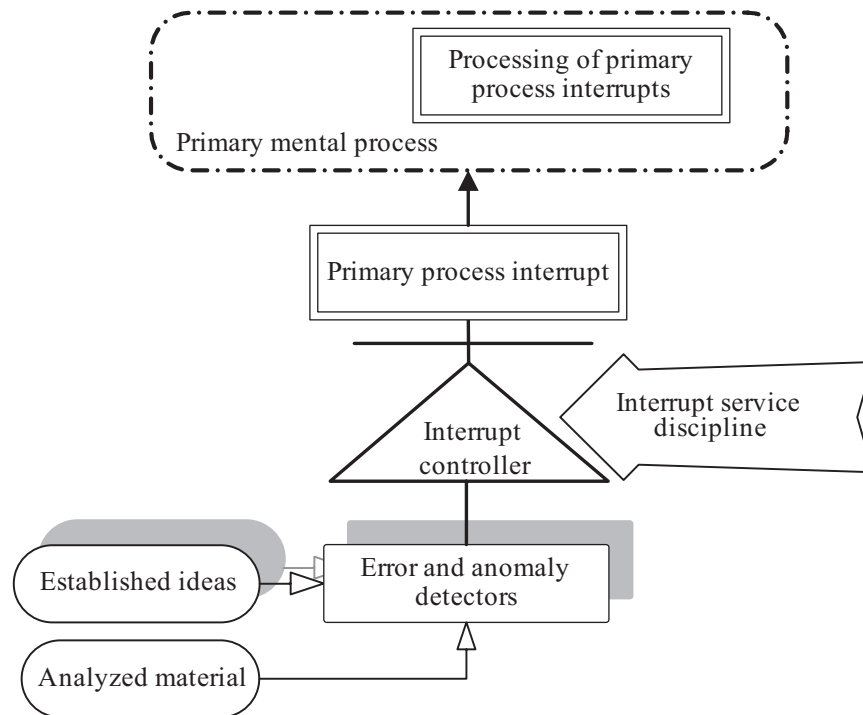 Processing of primary
process interrupts
Primary mental process
Primary process interrupt
Interrupt service
discipline
Interrupt
controller
Established ideas
Error and anomaly
detectors
Analyzed material